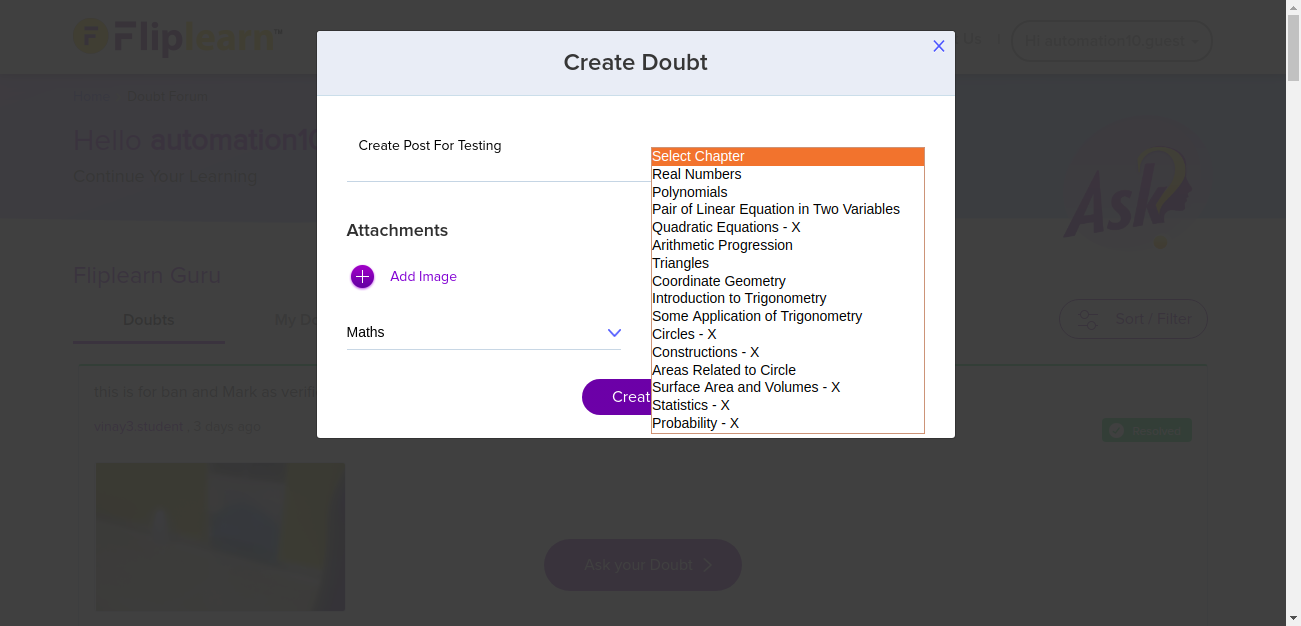 Fliplearn™
Us
Hi automation10.guest
Create Doubt
Home
Doubt Forum
Hello automation10
Continue Your Learning
Create Post For Testing
Ask?
Select Chapter
Real Numbers
Polynomials
Pair of Linear Equation in Two Variables
Quadratic Equations - X
Arithmetic Progression
Triangles
Coordinate Geometry
Introduction to Trigonometry
Some Application of Trigonometry
Circles - X
Constructions - X
Areas Related to Circle
Surface Area and Volumes - X
Statistics - X
Probability - X
Attachments
Add Image
Fliplearn Guru
Doubts
My Do
Sort / Filter
Maths
Creat
this is for ban and Mark as verif
vinay3.student , 3 days ago
Ask your Doubt